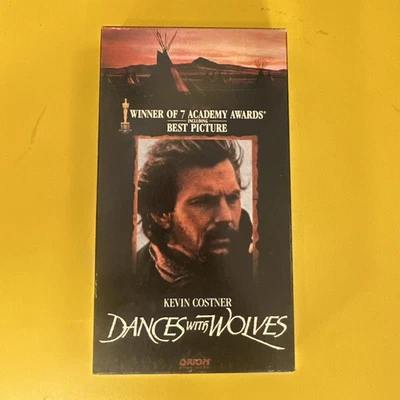 WINNER OF 7 ACADEMY AWARDS®
INCLUDING
BEST PICTURE
KEVIN COSTNER
DANCES WITH WOLVES
ORION